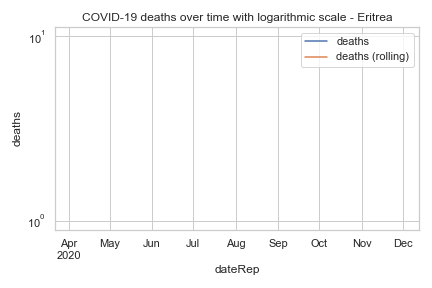 COVID-19 deaths over time with logarithmic scale - Eritrea
10¹
deaths
deaths (rolling)
deaths
10⁰
Apr May Jun Jul Aug Sep Oct Nov Dec
2020
dateRep